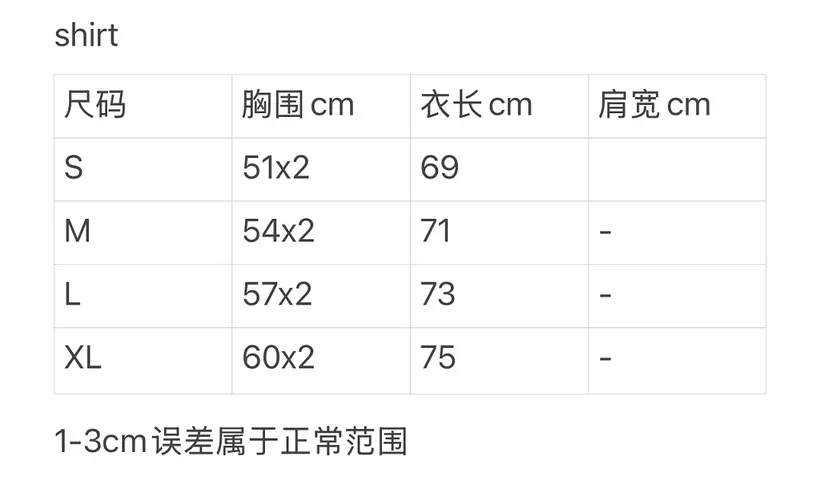 shirt
尺码 胸围cm 衣长cm 肩宽cm
S 51x2 69
M 54x2 71 -
L 57x2 73 -
XL 60x2 75 -
1-3cm误差属于正常范围